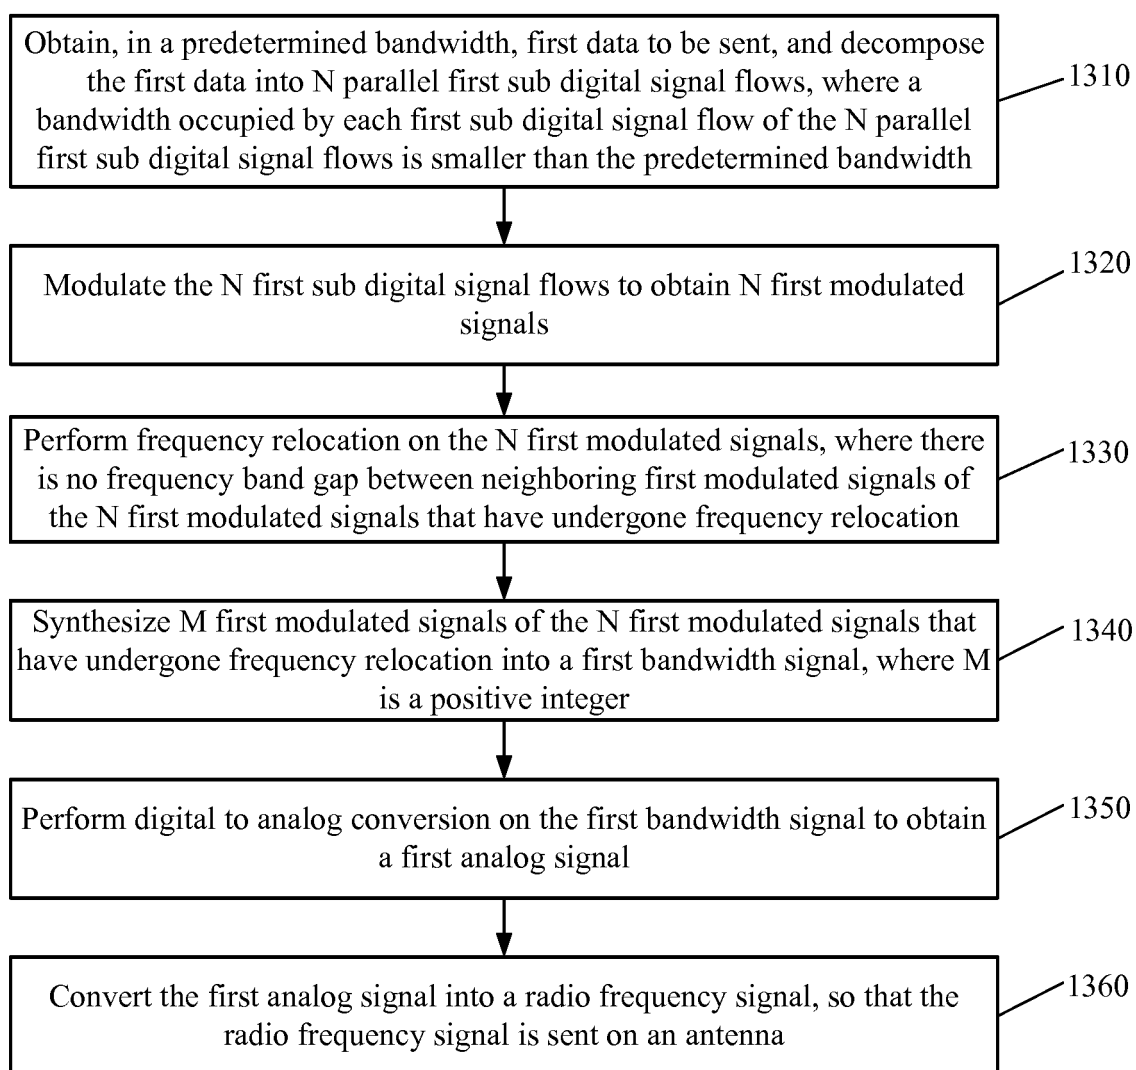 Obtain, in a predetermined bandwidth, first data to be sent, and decompose
the first data into N parallel first sub digital signal flows, where a
bandwidth occupied by each first sub digital signal flow of the N parallel
first sub digital signal flows is smaller than the predetermined bandwidth
1310
Modulate the N first sub digital signal flows to obtain N first modulated
signals
1320
Perform frequency relocation on the N first modulated signals, where there
is no frequency band gap between neighboring first modulated signals of
the N first modulated signals that have undergone frequency relocation
1330
Synthesize M first modulated signals of the N first modulated signals that
have undergone frequency relocation into a first bandwidth signal, where M
is a positive integer
1340
Perform digital to analog conversion on the first bandwidth signal to obtain
a first analog signal
1350
Convert the first analog signal into a radio frequency signal, so that the
radio frequency signal is sent on an antenna
1360